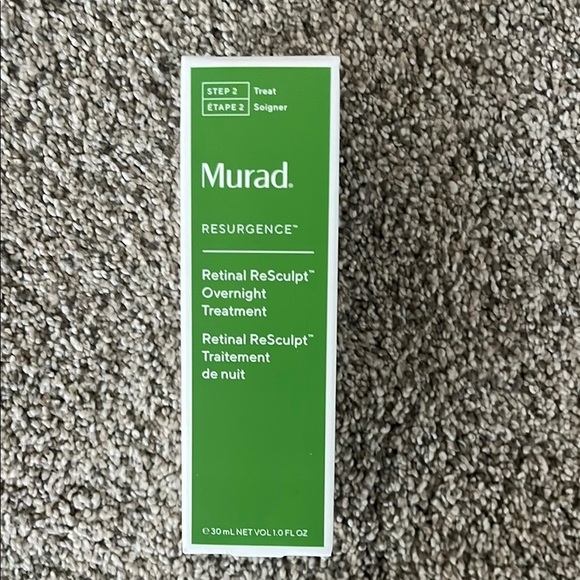 STEP 2 Treat
ÉTAPE 2 Soigner
Murad.
RESURGENCE™
Retinal ReSculpt™
Overnight
Treatment
Retinal ReSculpt™
Traitement
de nuit
℮ 30 mL NET VOL 1.0 FL OZ